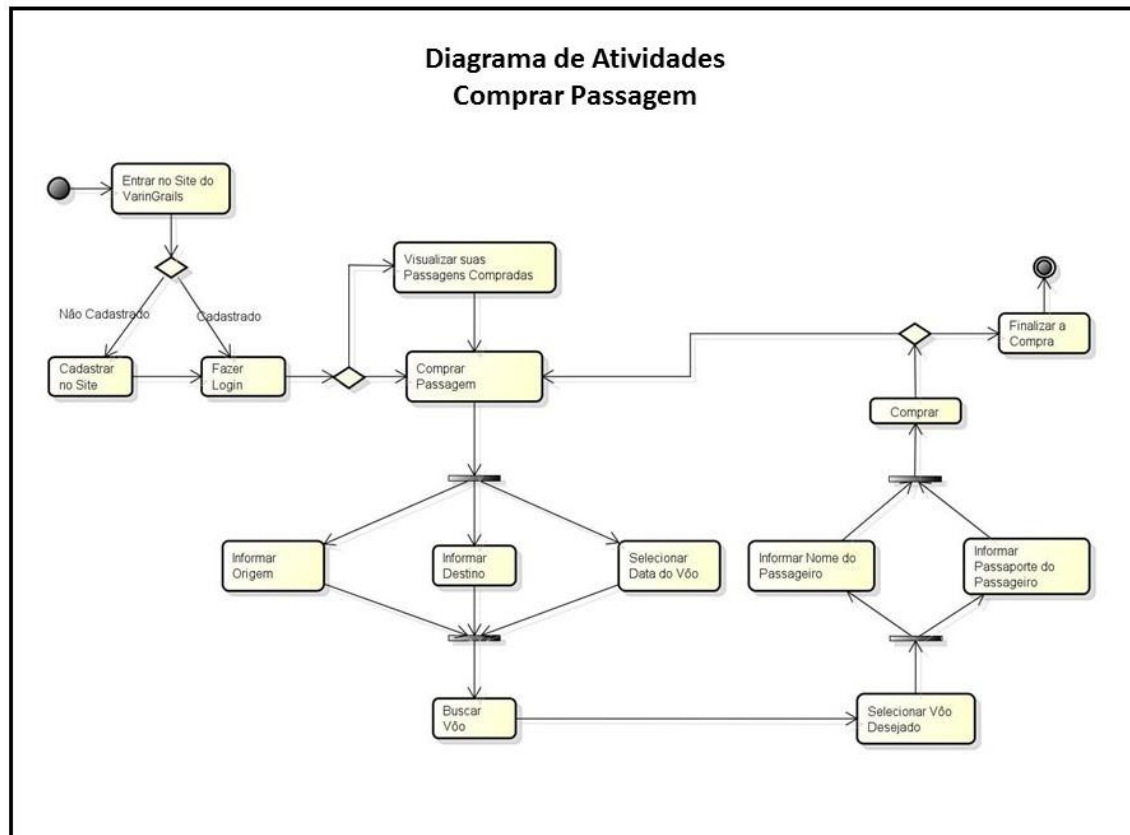 Diagrama de Atividades
Comprar Passagem
Entrar no Site do
VarinGrails
Não Cadastrado
Cadastrado
Cadastrar
no Site
Fazer
Login
Visualizar suas
Passagens Compradas
Comprar
Passagem
Informar
Origem
Informar
Destino
Selecionar
Data do Vôo
Buscar
Vôo
Selecionar Vôo
Desejado
Informar Nome do
Passageiro
Informar
Passaporte do
Passageiro
Comprar
Finalizar a
Compra